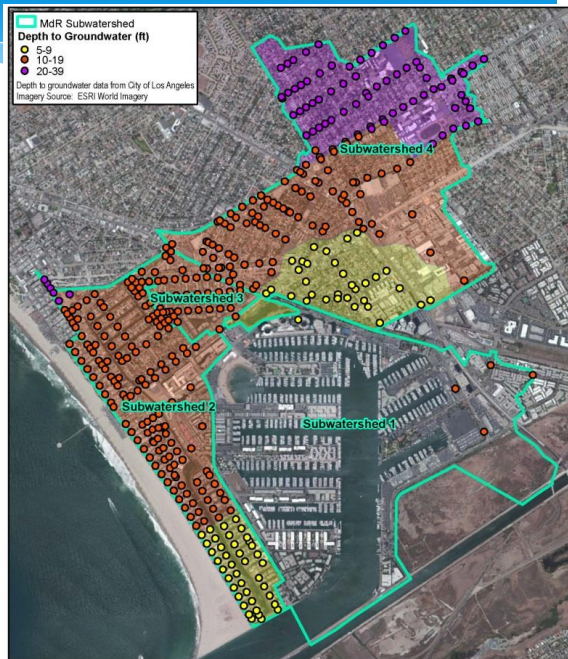 MdR Subwatershed
Depth to Groundwater (ft)
5-9
10-19
20-39
Depth to groundwater data from City of Los Angeles
Imagery Source: ESRI World Imagery
Subwatershed 4
Subwatershed 3
Subwatershed 2
Subwatershed 1